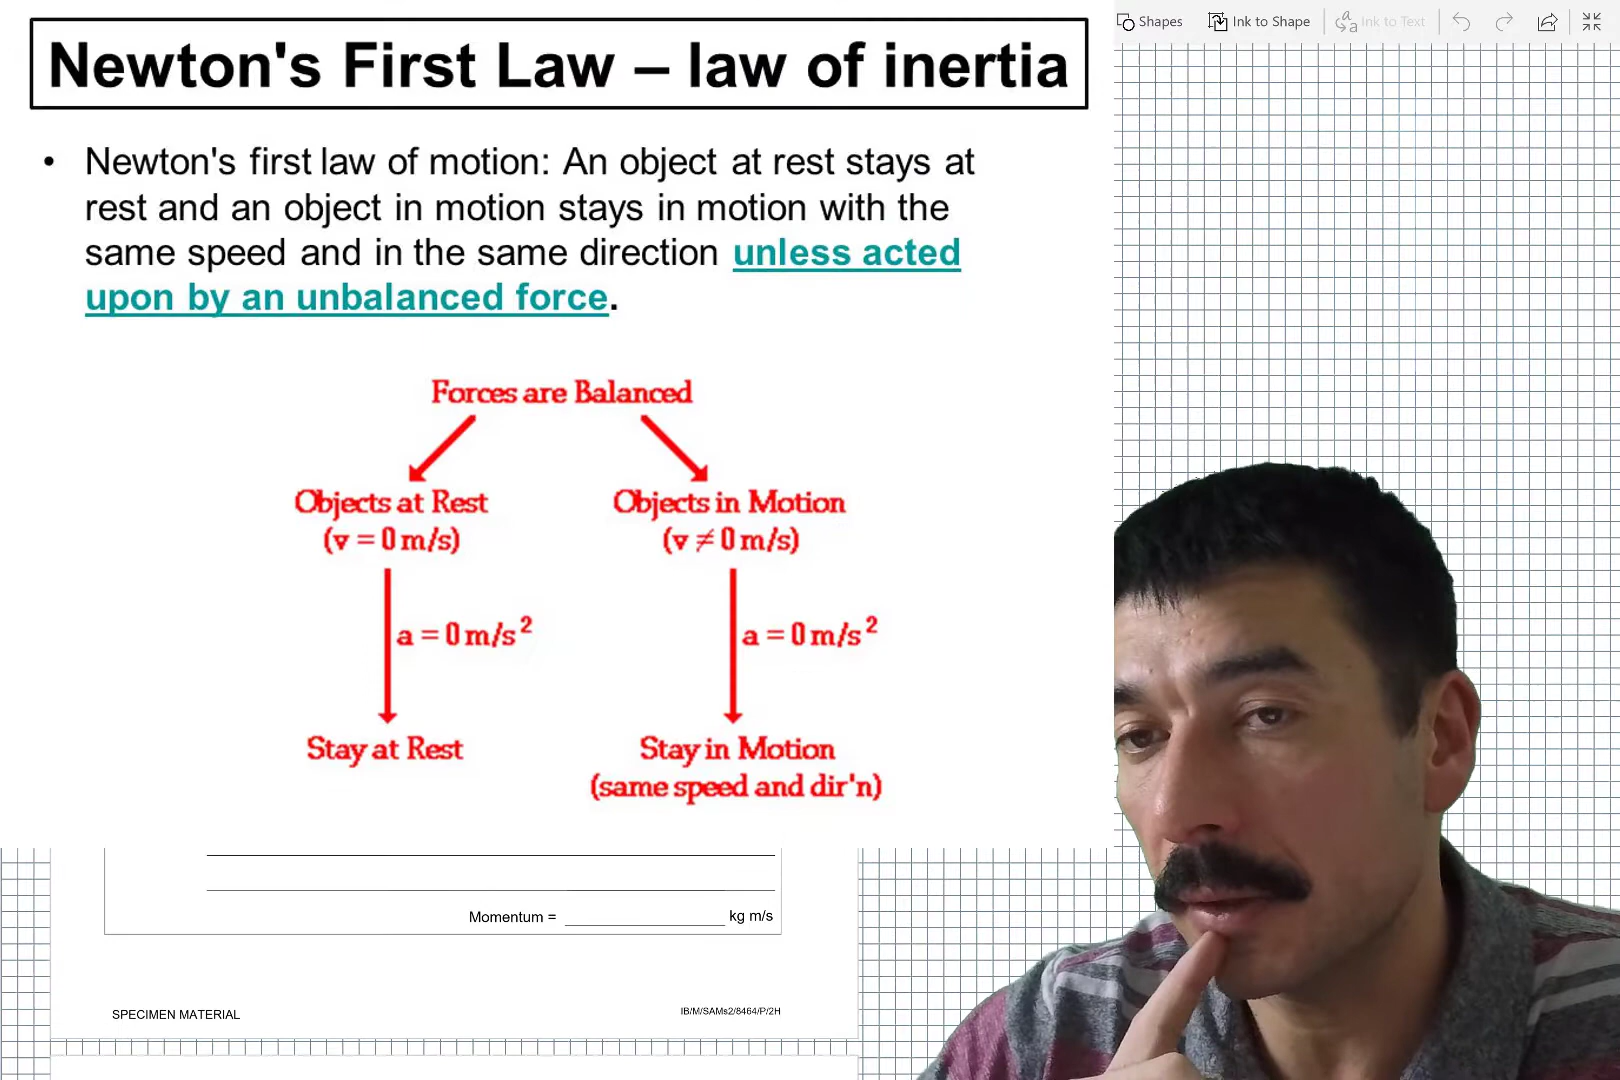 Shapes
Ink to Shape
Ink to Text
Newton's First Law – law of inertia
• Newton's first law of motion: An object at rest stays at
rest and an object in motion stays in motion with the
same speed and in the same direction unless acted
upon by an unbalanced force.
Forces are Balanced
Objects at Rest
(v = 0 m/s)
Objects in Motion
(v ≠ 0 m/s)
a = 0 m/s²
a = 0 m/s²
Stay at Rest
Stay in Motion
(same speed and dir'n)
Momentum = ____________ kg m/s
SPECIMEN MATERIAL
IB/M/SAMs2/8464/P/2H